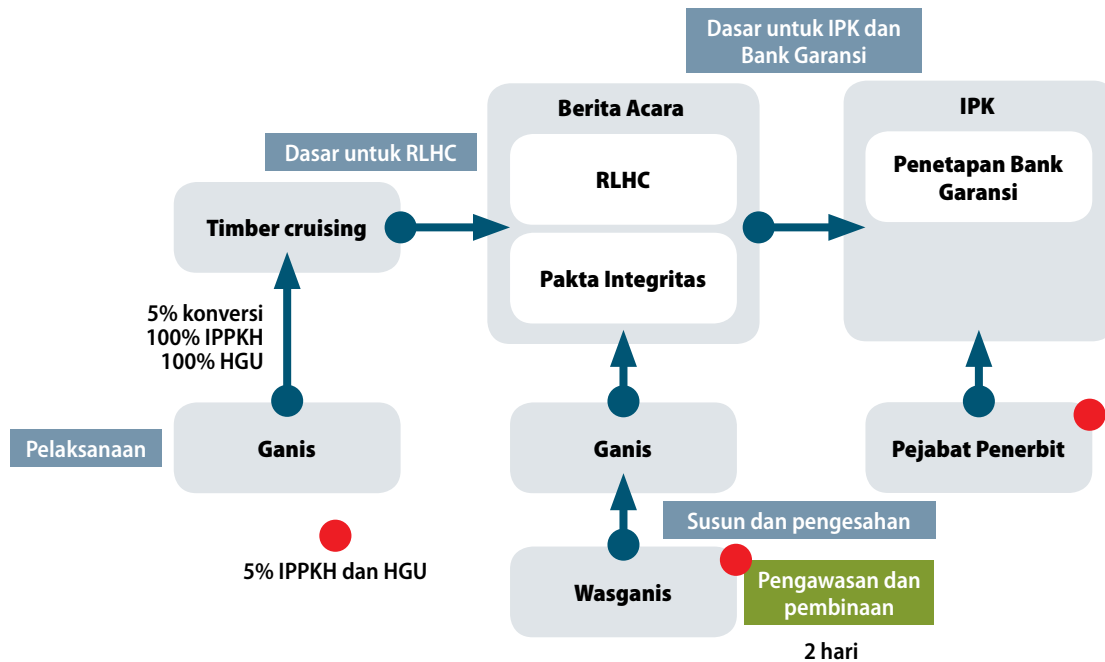 Dasar untuk IPK dan
Bank Garansi
Berita Acara
IPK
Dasar untuk RLHC
RLHC
Penetapan Bank
Garansi
Timber cruising
Pakta Integritas
5% konversi
100% IPPKH
100% HGU
Pelaksanaan
Ganis
Ganis
Pejabat Penerbit
Susun dan pengesahan
5% IPPKH dan HGU
Wasganis
Pengawasan dan
pembinaan
2 hari